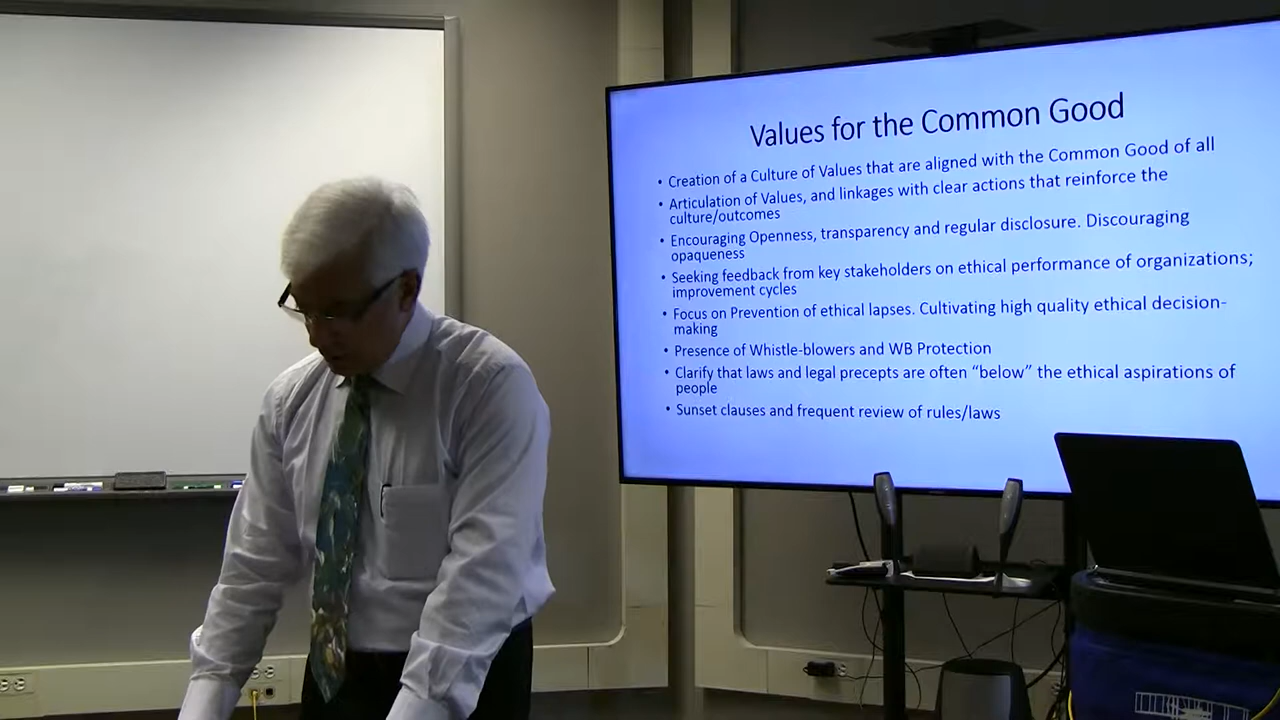 Values for the Common Good
• Creation of a Culture of Values that are aligned with the Common Good of all
• Articulation of Values, and linkages with clear actions that reinforce the
culture/outcomes
• Encouraging Openness, transparency and regular disclosure. Discouraging
opaqueness
• Seeking feedback from key stakeholders on ethical performance of organizations;
improvement cycles
• Focus on Prevention of ethical lapses. Cultivating high quality ethical decision-
making
• Presence of Whistle-blowers and WB Protection
• Clarify that laws and legal precepts are often “below” the ethical aspirations of
people
• Sunset clauses and frequent review of rules/laws